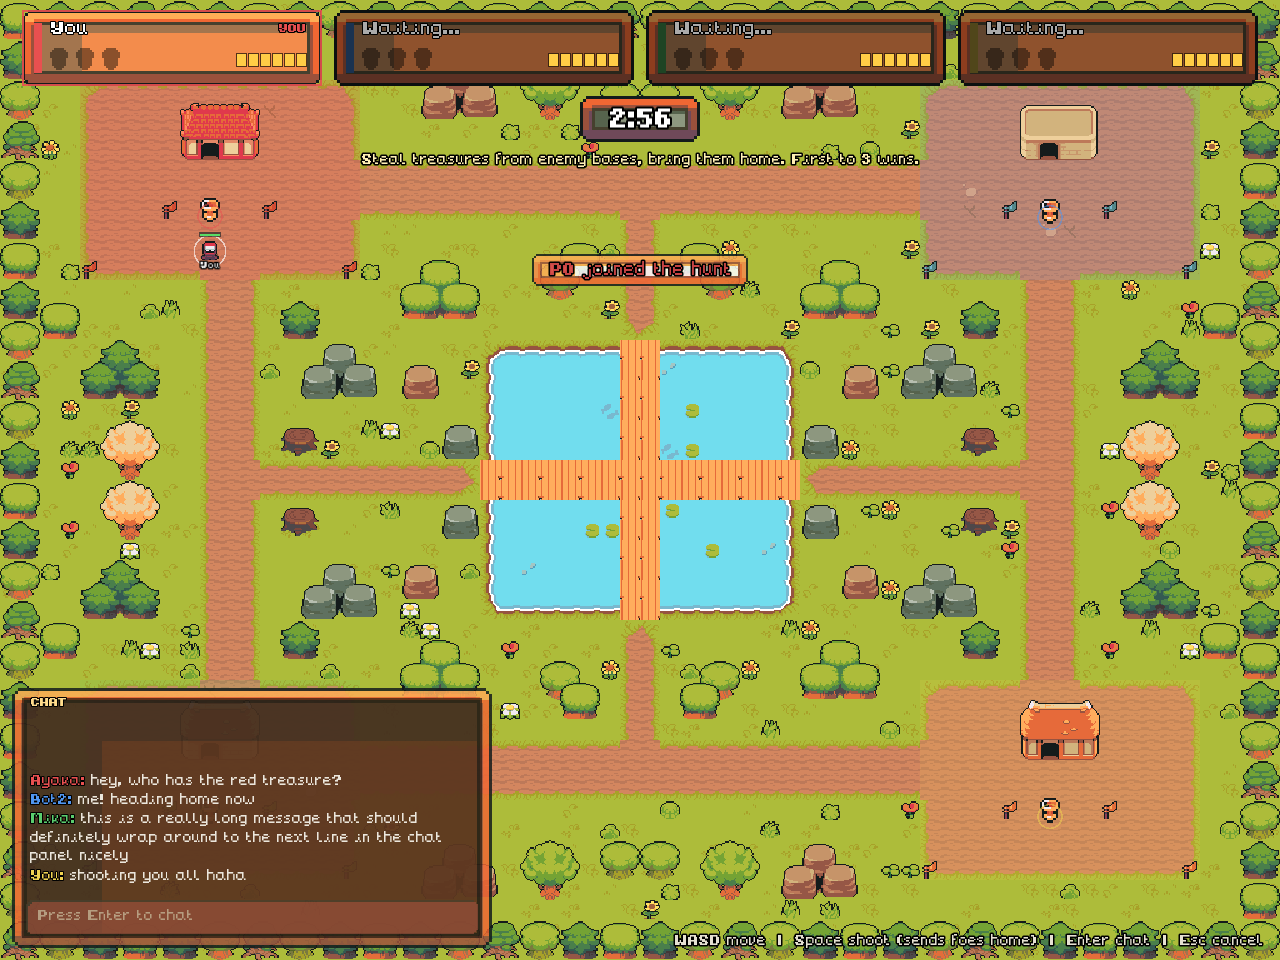 You YOU
Waiting...
Waiting...
Waiting...
2:56
Steal treasures from enemy bases, bring them home. First to 3 wins.
P0 joined the hunt
You
CHAT
Ayaka: hey, who has the red treasure?
Bot2: me! heading home now
Mika: this is a really long message that should
definitely wrap around to the next line in the chat
panel nicely
You: shooting you all haha
Press Enter to chat
WASD move | Space shoot (sends foes home) | Enter chat | Esc cancel